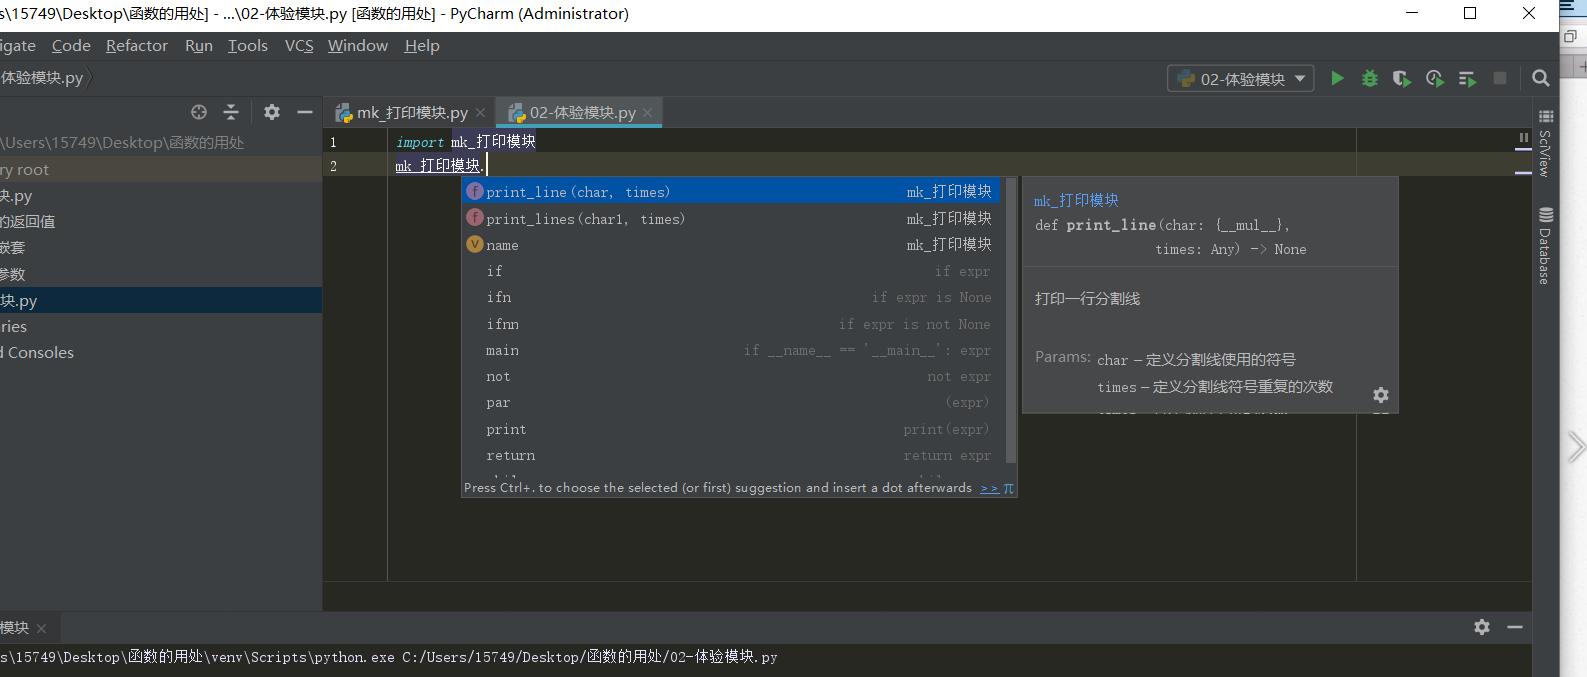 s\15749\Desktop\函数的用处] - ...\02-体验模块.py [函数的用处] - PyCharm (Administrator)
igate Code Refactor Run Tools VCS Window Help
体验模块.py
02-体验模块
\Users\15749\Desktop\函数的用处
ry root
块.py
的返回值
嵌套
参数
块.py
ries
d Consoles
mk_打印模块.py
02-体验模块.py
1 import mk_打印模块
2 mk_打印模块.
f print_line(char, times) mk_打印模块
f print_lines(char1, times) mk_打印模块
V name mk_打印模块
if if expr
ifn if expr is None
ifnn if expr is not None
main if __name__ == '__main__': expr
not not expr
par (expr)
print print(expr)
return return expr
Press Ctrl+. to choose the selected (or first) suggestion and insert a dot afterwards >> π
mk_打印模块
def print_line(char: {__mul__},
times: Any) -> None
打印一行分割线
Params: char – 定义分割线使用的符号
times – 定义分割线符号重复的次数
SciView
Database
模块
s\15749\Desktop\函数的用处\venv\Scripts\python.exe C:/Users/15749/Desktop/函数的用处/02-体验模块.py